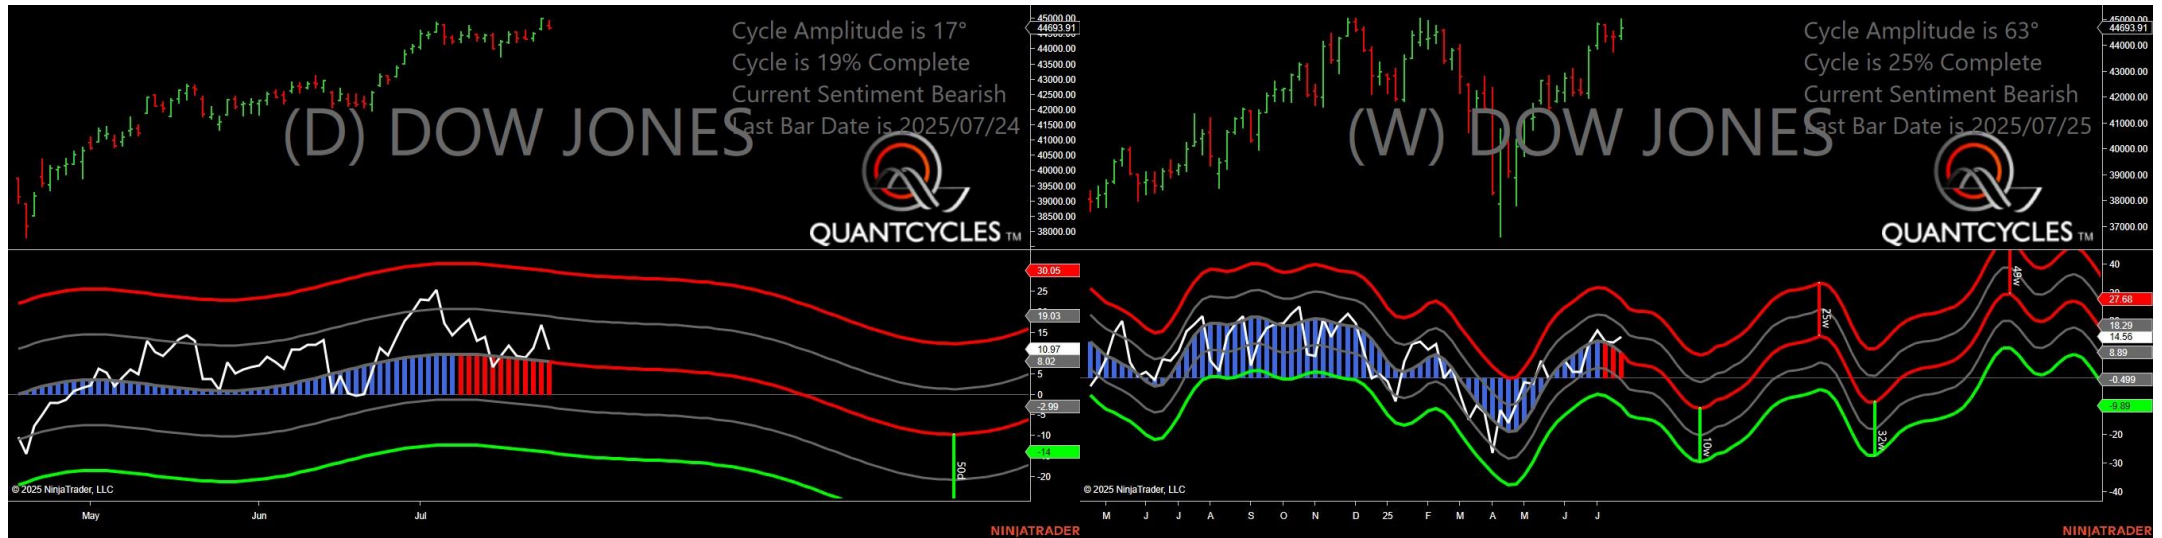 Cycle Amplitude is 17°
Cycle is 19% Complete
Current Sentiment Bearish
Last Bar Date is 2025/07/24
(D) DOW JONES
QUANTCYCLES TM
45000.00
44693.91
44000.00
43500.00
43000.00
42500.00
42000.00
41500.00
41000.00
40500.00
40000.00
39500.00
39000.00
38500.00
38000.00
30.05
25
19.03
15
10.97
8.02
5
0
-2.99
-5
-10
-14
-20
50d
© 2025 NinjaTrader, LLC
May Jun Jul
NINJATRADER
Cycle Amplitude is 63°
Cycle is 25% Complete
Current Sentiment Bearish
Last Bar Date is 2025/07/25
(W) DOW JONES
QUANTCYCLES TM
45000.00
44693.91
44000.00
43000.00
42000.00
41000.00
40000.00
39000.00
38000.00
37000.00
40
27.68
18.29
14.56
8.89
-0.499
-9.89
-20
-30
-40
10w
25w
32w
49w
© 2025 NinjaTrader, LLC
M J J A S O N D 25 F M A M J J
NINJATRADER